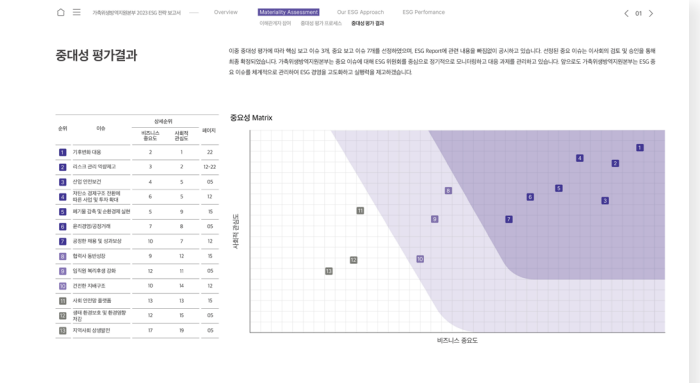 가축위생방역지원본부 2023 ESG 전략 보고서
Overview
Materiality Assessment
Our ESG Approach
ESG Perfomance
이해관계자 참여
중대성 평가 프로세스
중대성 평가 결과
01
중대성 평가결과
이중 중대성 평가에 따라 핵심 보고 이슈 3개, 중요 보고 이슈 7개를 선정하였으며, ESG Report에 관련 내용을 빠짐없이 공시하고 있습니다. 선정된 중요 이슈는 이사회의 검토 및 승인을 통해
최종 확정되었습니다. 가축위생방역지원본부는 중요 이슈에 대해 ESG 위원회를 중심으로 정기적으로 모니터링하고 대응 과제를 관리하고 있습니다. 앞으로도 가축위생방역지원본부는 ESG 중
요 이슈를 체계적으로 관리하여 ESG 경영을 고도화하고 실행력을 제고하겠습니다.
순위 이슈 상세순위 페이지
비즈니스 중요도 사회적 관심도
1 기후변화 대응 2 1 22
2 리스크 관리 역량제고 3 2 12-22
3 산업 안전보건 4 5 05
4 저탄소 경제구조 전환에
따른 사업 및 투자 확대 6 5 12
5 폐기물 감축 및 순환경제 실현 5 9 15
6 윤리경영/공정거래 7 8 05
7 공정한 채용 및 성과보상 10 7 12
8 협력사 동반성장 9 12 15
9 임직원 복리후생 강화 12 11 05
10 건전한 지배구조 10 14 12
11 사회 안전망 플랫폼 13 13 15
12 생태 환경보호 및 환경영향
저감 12 15 05
13 지역사회 상생발전 17 19 05
중요성 Matrix
사회적 관심도
1
4
2
5
8
6
3
11
9
7
12
10
13
비즈니스 중요도